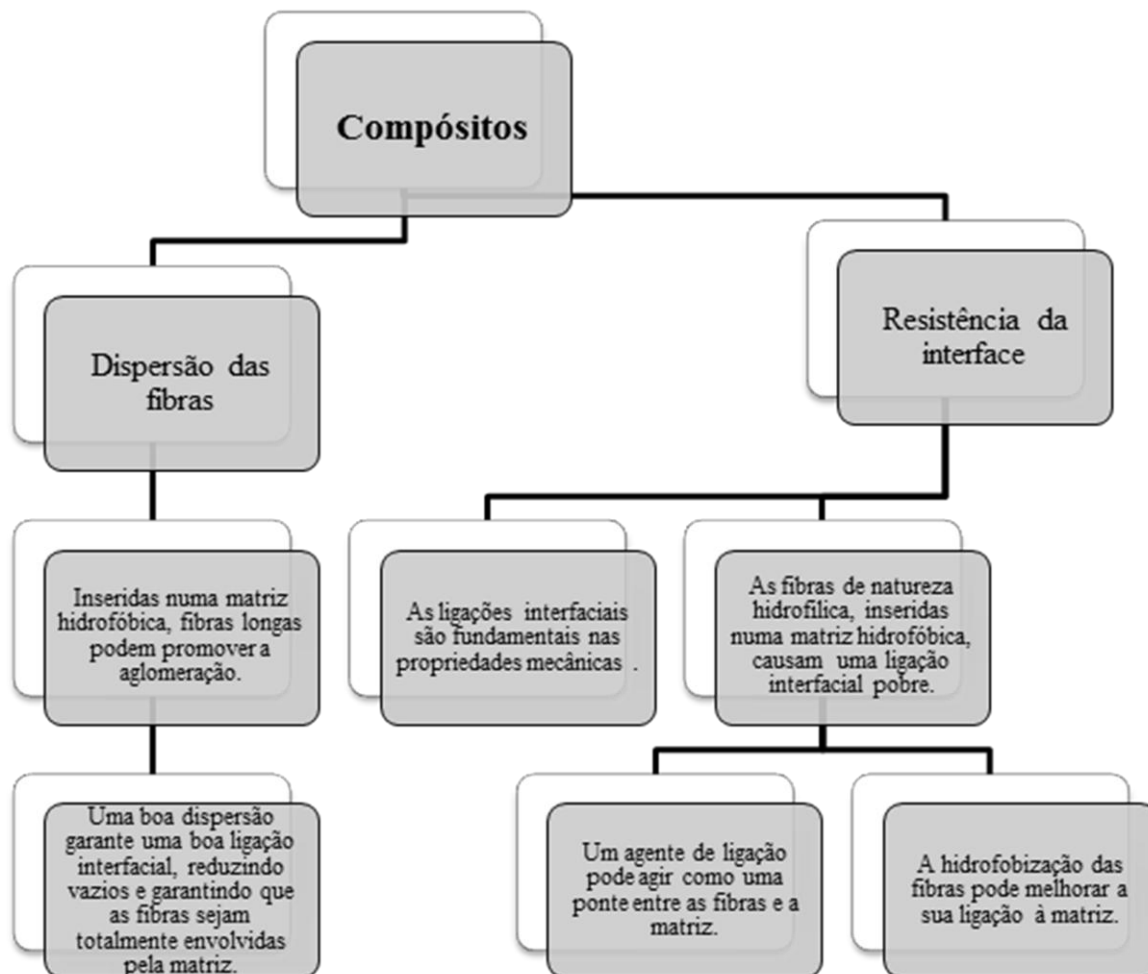 Compósitos
Dispersão das
fibras
Resistência da
interface
Inseridas numa matriz
hidrofóbica, fibras longas
podem promover a
aglomeração.
As ligações interfaciais
são fundamentais nas
propriedades mecânicas .
As fibras de natureza
hidrofílica, inseridas
numa matriz hidrofóbica,
causam uma ligação
interfacial pobre.
Uma boa dispersão
garante uma boa ligação
interfacial, reduzindo
vazios e garantindo que
as fibras sejam
totalmente envolvidas
pela matriz.
Um agente de ligação
pode agir como uma
ponte entre as fibras e a
matriz.
A hidrofobização das
fibras pode melhorar a
sua ligação à matriz.